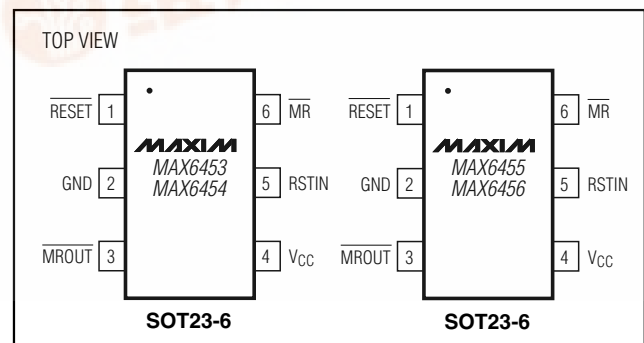 TOP VIEW
RESET 1
6 MR
MAXIM
MAX6453
MAX6454
GND 2
5 RSTIN
MROUT 3
4 VCC
SOT23-6
RESET 1
6 MR
MAXIM
MAX6455
MAX6456
GND 2
5 RSTIN
MROUT 3
4 VCC
SOT23-6